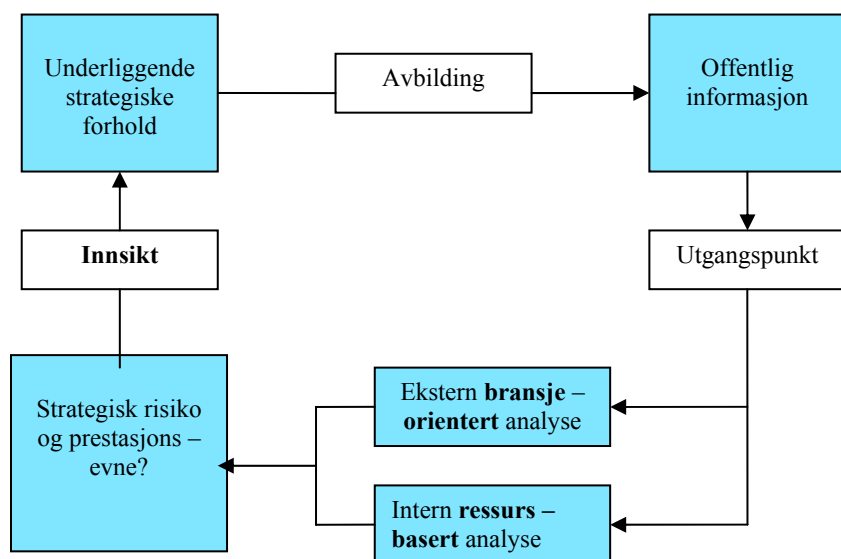 Underliggende
strategiske
forhold
Avbilding
Offentlig
informasjon
Innsikt
Utgangspunkt
Strategisk risiko
og prestasjons –
evne?
Ekstern bransje –
orientert analyse
Intern ressurs –
basert analyse